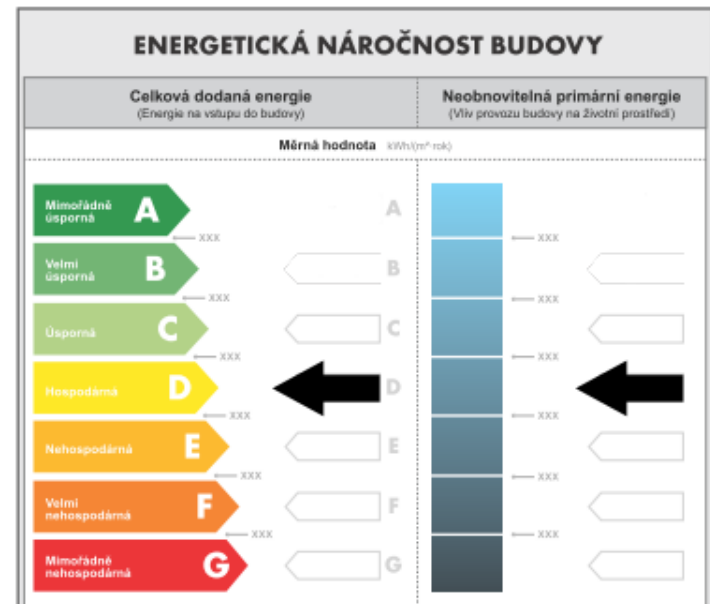 ENERGETICKÁ NÁROČNOST BUDOVY
Celková dodaná energie
(Energie na vstupu do budovy)
Neobnovitelná primární energie
(Vliv provozu budovy na životní prostředí)
Měrná hodnota kWh/(m²·rok)
Mimořádně
úsporná
A
A
XXX
XXX
Velmi
úsporná
B
B
XXX
XXX
Úsporná
C
C
XXX
XXX
Hospodárná
D
D
XXX
XXX
Nehospodárná
E
E
XXX
XXX
Velmi
nehospodárná
F
F
XXX
XXX
Mimořádně
nehospodárná
G
G